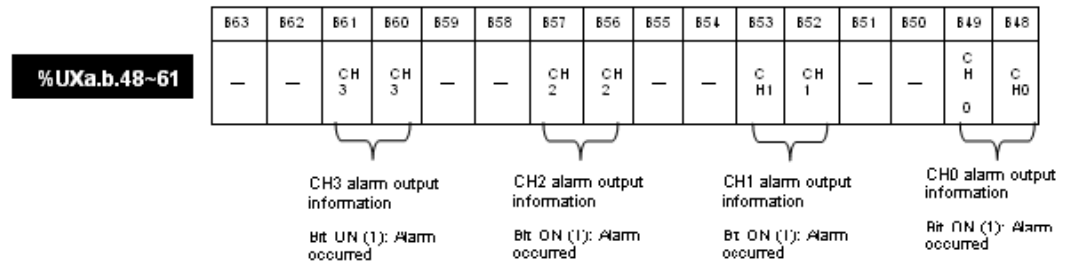 B63 B62 B61 B60 B59 B58 B57 B56 B55 B54 B53 B52 B51 B50 B49 B48
%UXa.b.48~61
— — CH 3 CH 3 — — CH 2 CH 2 — — C H1 CH 1 — — C H 0 C H0
CH3 alarm output
information
Bit ON (1): Alarm
occurred
CH2 alarm output
information
Bit ON (1): Alarm
occurred
CH1 alarm output
information
Bit ON (1): Alarm
occurred
CH0 alarm output
information
Bit ON (1): Alarm
occurred